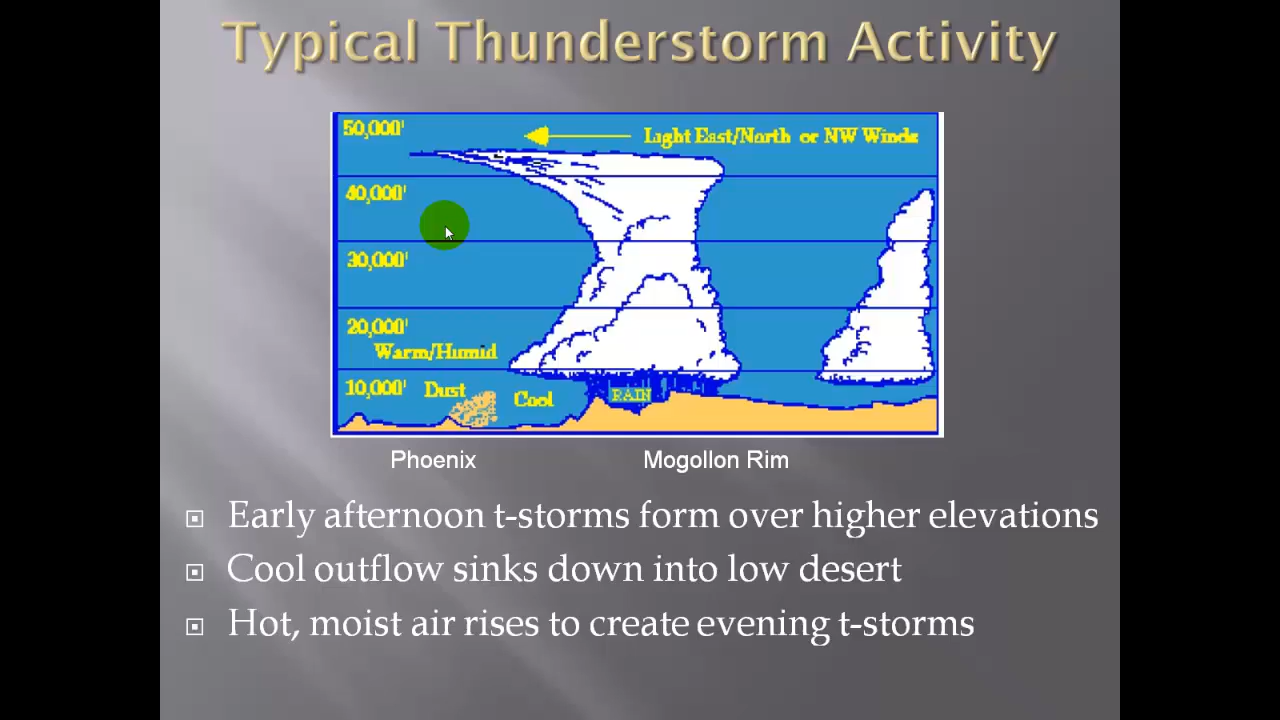 Typical Thunderstorm Activity
50,000'
Light East/North or NW Winds
40,000'
30,000'
20,000'
Warm/Humid
10,000'
Dust
Cool
RAIN
Phoenix
Mogollon Rim
Early afternoon t-storms form over higher elevations
Cool outflow sinks down into low desert
Hot, moist air rises to create evening t-storms